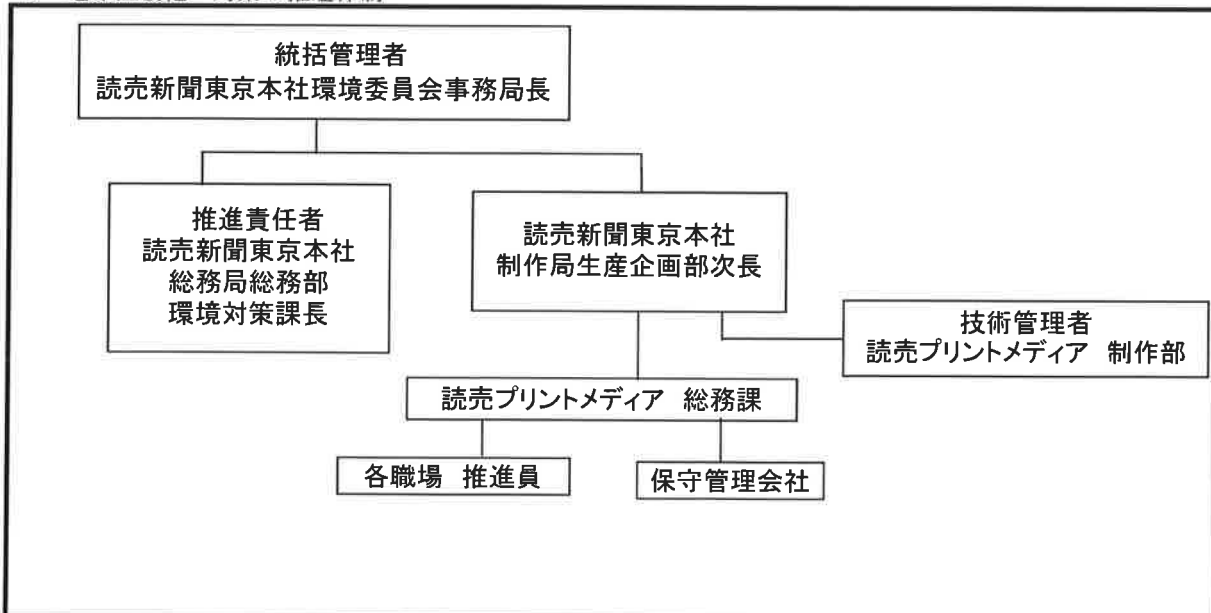 統括管理者
読売新聞東京本社環境委員会事務局長
推進責任者
読売新聞東京本社
総務局総務部
環境対策課長
読売新聞東京本社
制作局生産企画部次長
技術管理者
読売プリントメディア 制作部
読売プリントメディア 総務課
各職場 推進員
保守管理会社